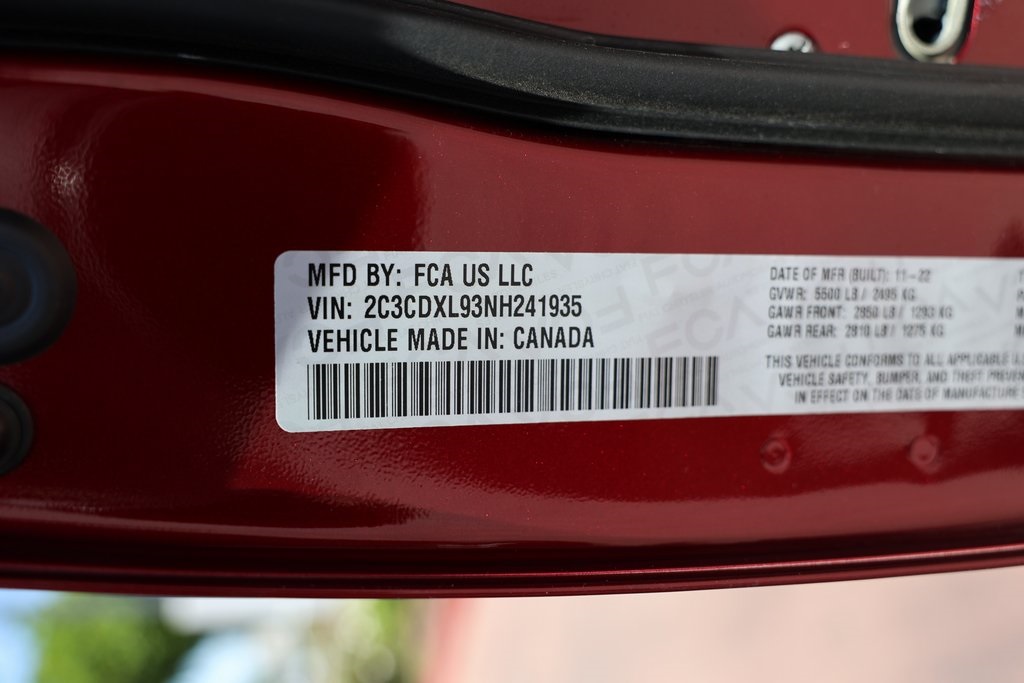 MFD BY: FCA US LLC
VIN: 2C3CDXL93NH241935
VEHICLE MADE IN: CANADA
DATE OF MFR (BUILT): 11-22
GVWR: 5500 LB / 2495 KG
GAWR FRONT: 2850 LB / 1293 KG
GAWR REAR: 2810 LB / 1275 KG
THIS VEHICLE CONFORMS TO ALL APPLICABLE
VEHICLE SAFETY, BUMPER, AND THEFT
IN EFFECT ON THE DATE OF MANUFACTURE